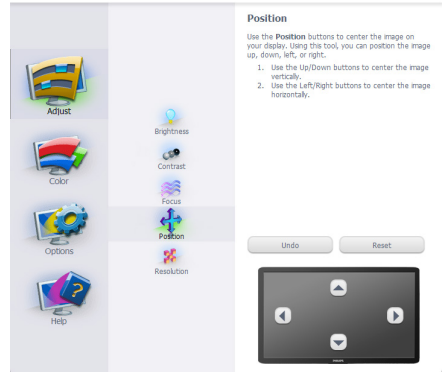 Adjust
Color
Options
Help
Brightness
Contrast
Focus
Position
Resolution
Position
Use the Position buttons to center the image on
your display. Using this tool, you can position the image
up, down, left, or right.
1. Use the Up/Down buttons to center the image
vertically.
2. Use the Left/Right buttons to center the image
horizontally.
Undo
Reset
PHILIPS